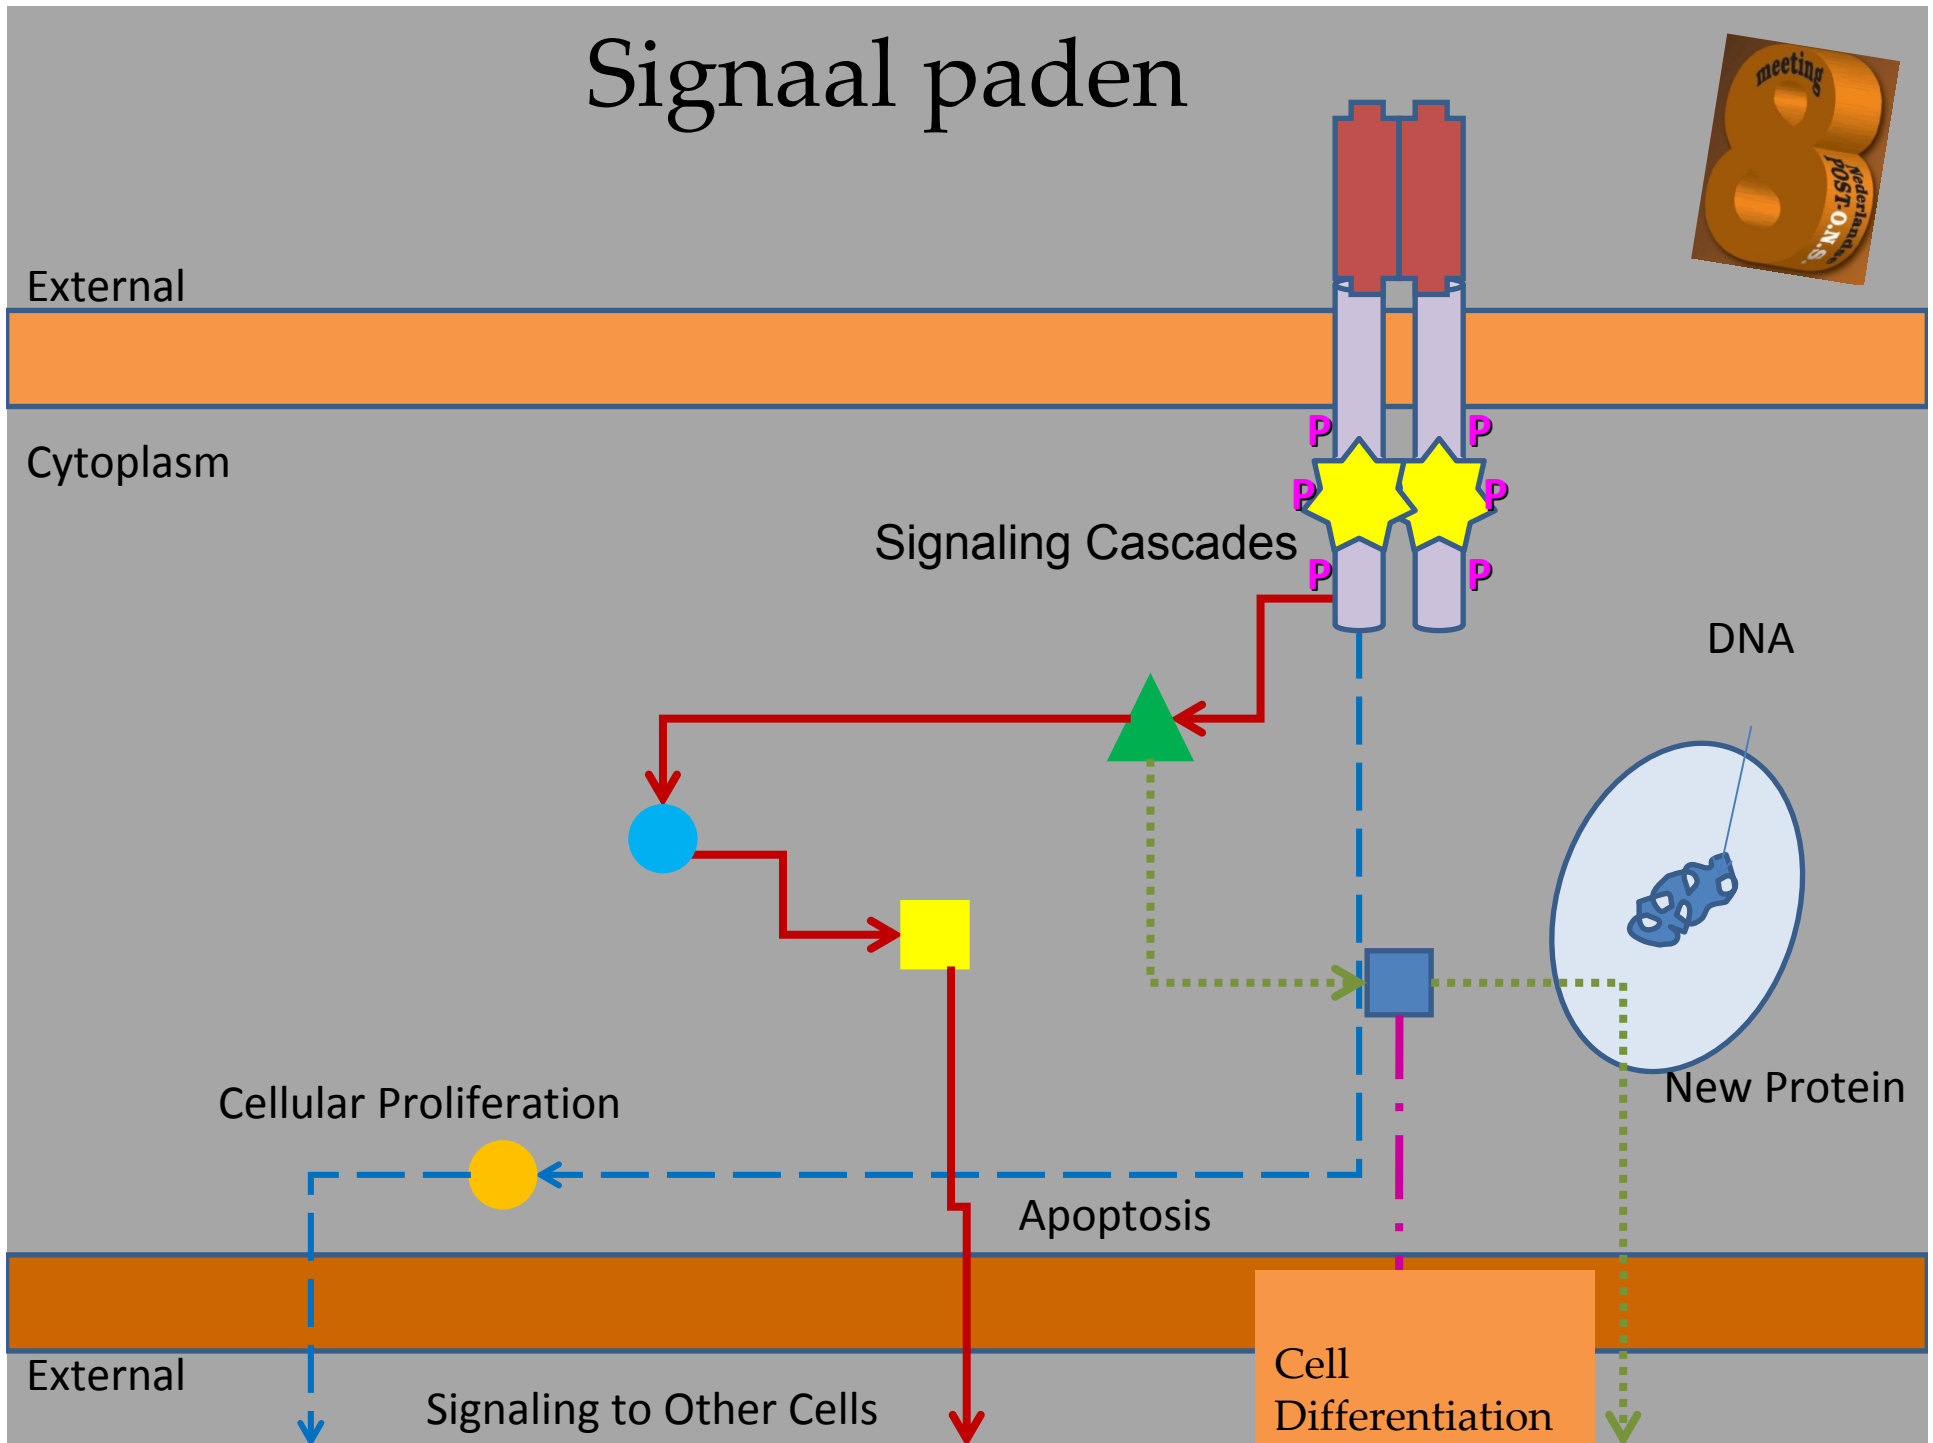 Signaal paden
meeting
Nederlandse
POST-O.N.S.
External
Cytoplasm
P P
P P
Signaling Cascades
P P
DNA
New Protein
Cellular Proliferation
Apoptosis
External
Cell
Differentiation
Signaling to Other Cells